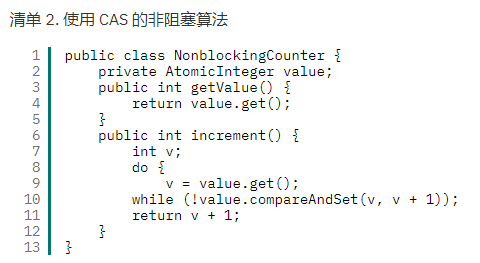 清单 2. 使用 CAS 的非阻塞算法
1 public class NonblockingCounter {
2     private AtomicInteger value;
3     public int getValue() {
4         return value.get();
5     }
6     public int increment() {
7         int v;
8         do {
9             v = value.get();
10         while (!value.compareAndSet(v, v + 1));
11         return v + 1;
12     }
13 }